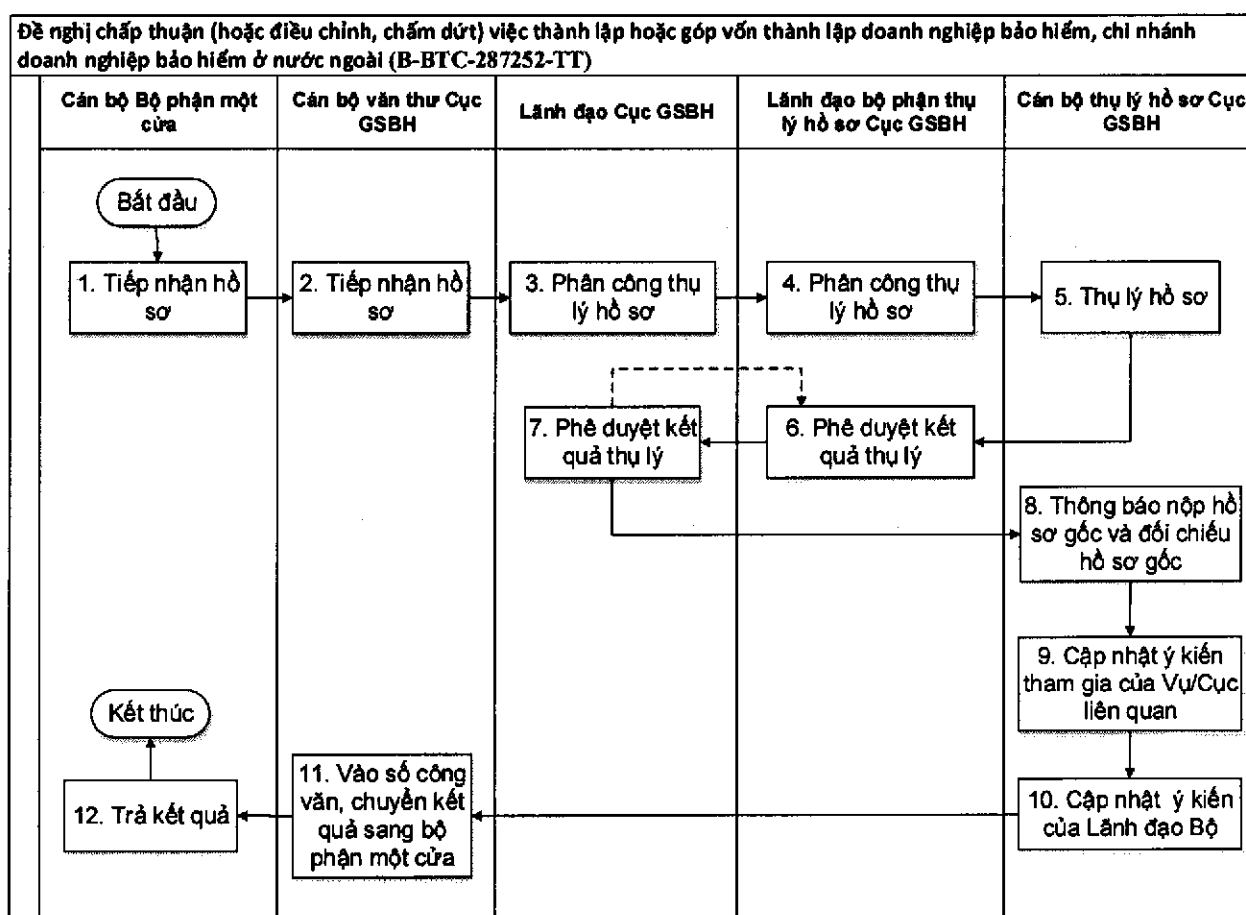 Đề nghị chấp thuận (hoặc điều chỉnh, chấm dứt) việc thành lập hoặc góp vốn thành lập doanh nghiệp bảo hiểm, chi nhánh
doanh nghiệp bảo hiểm ở nước ngoài (B-BTC-287252-TT)
Cán bộ Bộ phận một
cửa
Cán bộ văn thư Cục
GSBH
Lãnh đạo Cục GSBH
Lãnh đạo bộ phận thụ
lý hồ sơ Cục GSBH
Cán bộ thụ lý hồ sơ Cục
GSBH
Bắt đầu
1. Tiếp nhận hồ
sơ
2. Tiếp nhận hồ
sơ
3. Phân công thụ
lý hồ sơ
4. Phân công thụ
lý hồ sơ
5. Thụ lý hồ sơ
7. Phê duyệt kết
quả thụ lý
6. Phê duyệt kết
quả thụ lý
8. Thông báo nộp hồ
sơ gốc và đối chiếu
hồ sơ gốc
9. Cập nhật ý kiến
tham gia của Vụ/Cục
liên quan
Kết thúc
12. Trả kết quả
11. Vào số công
văn, chuyển kết
quả sang bộ
phận một cửa
10. Cập nhật ý kiến
của Lãnh đạo Bộ